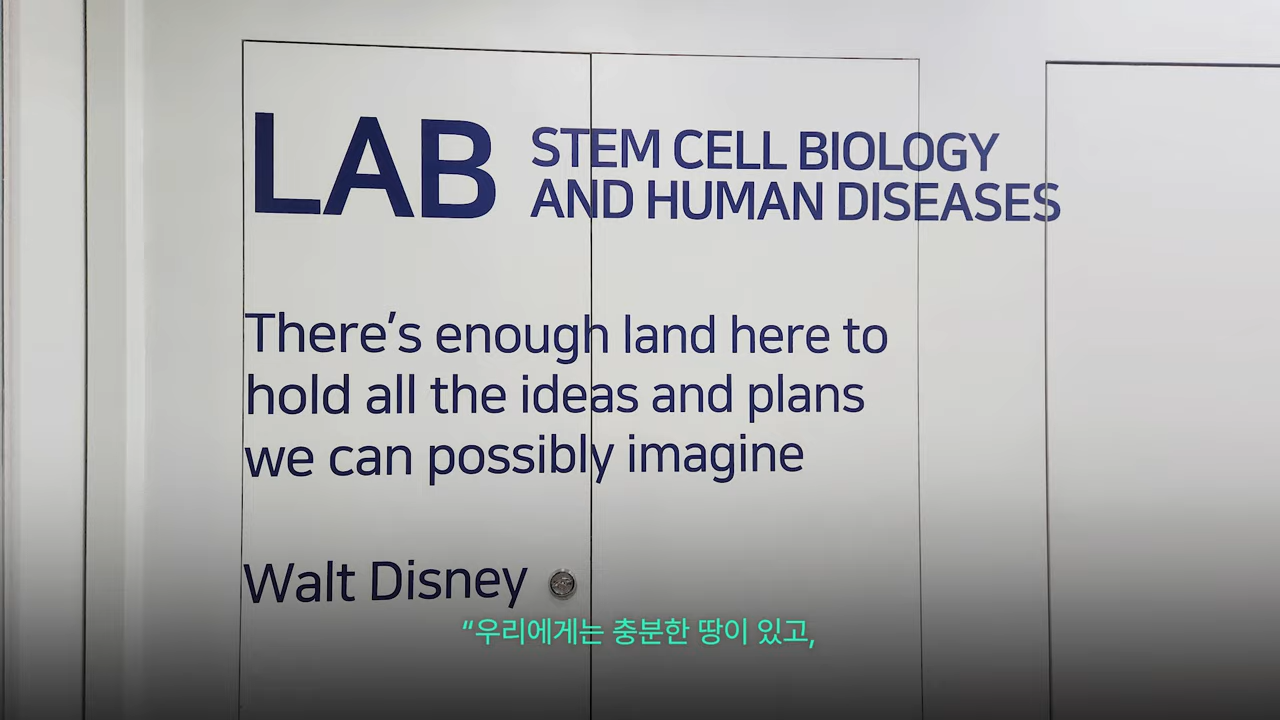 LAB
STEM CELL BIOLOGY
AND HUMAN DISEASES
There’s enough land here to
hold all the ideas and plans
we can possibly imagine
Walt Disney
“우리에게는 충분한 땅이 있고,